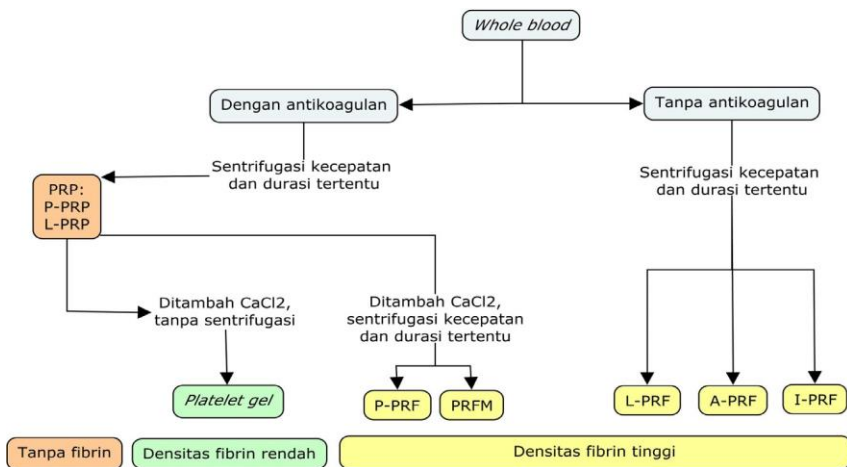 Whole blood
Dengan antikoagulan
Tanpa antikoagulan
Sentrifugasi kecepatan
dan durasi tertentu
Sentrifugasi kecepatan
dan durasi tertentu
PRP:
P-PRP
L-PRP
Ditambah CaCl2,
tanpa sentrifugasi
Ditambah CaCl2,
sentrifugasi kecepatan
dan durasi tertentu
Platelet gel
P-PRF
PRFM
L-PRF
A-PRF
I-PRF
Tanpa fibrin
Densitas fibrin rendah
Densitas fibrin tinggi